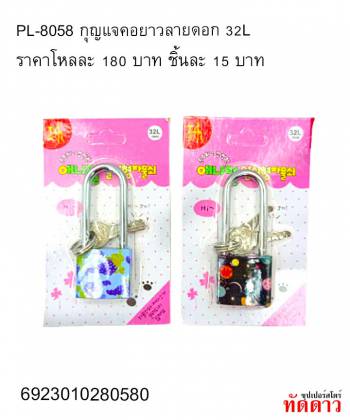 PL-8058 กุญแจคอยาวลายดอก 32L
ราคาโหลละ 180 บาท ชิ้นละ 15 บาท
32L
32L
Hi~
6923010280580
ซุปเปอร์สโตร์
ทัดดาว